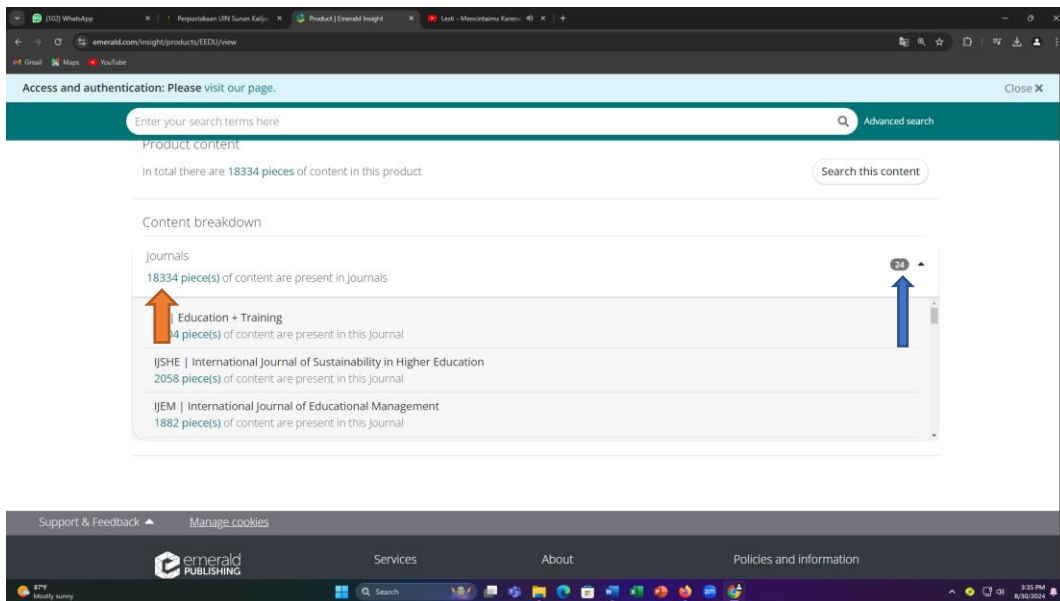 (102) WhatsApp
Perpustakaan UIN Sunan Kalijag
Product | Emerald Insight
Lesti - Mencintaimu Karena
emerald.com/insight/products/EEDU/view
Gmail
Maps
YouTube
Access and authentication: Please visit our page.
Close ✖
Enter your search terms here
Advanced search
Product content
In total there are 18334 pieces of content in this product
Search this content
Content breakdown
Journals
18334 piece(s) of content are present in Journals
24
| Education + Training
04 piece(s) of content are present in this Journal
IJSHE | International Journal of Sustainability in Higher Education
2058 piece(s) of content are present in this Journal
IJEM | International Journal of Educational Management
1882 piece(s) of content are present in this Journal
Support & Feedback
Manage cookies
emerald
PUBLISHING
Services
About
Policies and information
87°F
Mostly sunny
Search
3:35 PM
8/30/2024